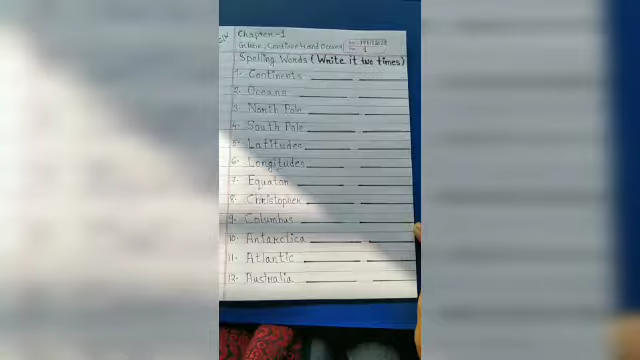 Chapter-1
Globe, Continents and Oceans
Spelling Words (Write it two times)
1. Continents
2. Oceans
3. North Pole
4. South Pole
5. Latitudes
6. Longitudes
7. Equator
8. Christopher
9. Columbus
10. Antarctica
11. Atlantic
12. Australia